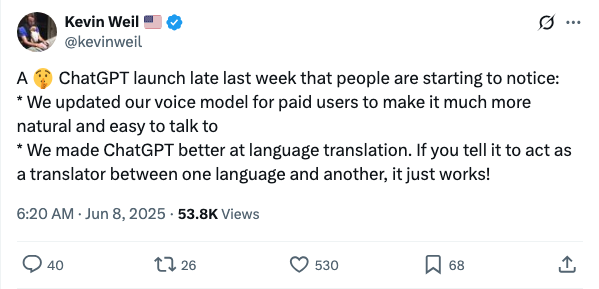 Kevin Weil 🇺🇸
@kevinweil
A 🤫 ChatGPT launch late last week that people are starting to notice:
* We updated our voice model for paid users to make it much more
natural and easy to talk to
* We made ChatGPT better at language translation. If you tell it to act as
a translator between one language and another, it just works!
6:20 AM · Jun 8, 2025 · 53.8K Views
40 26 530 68